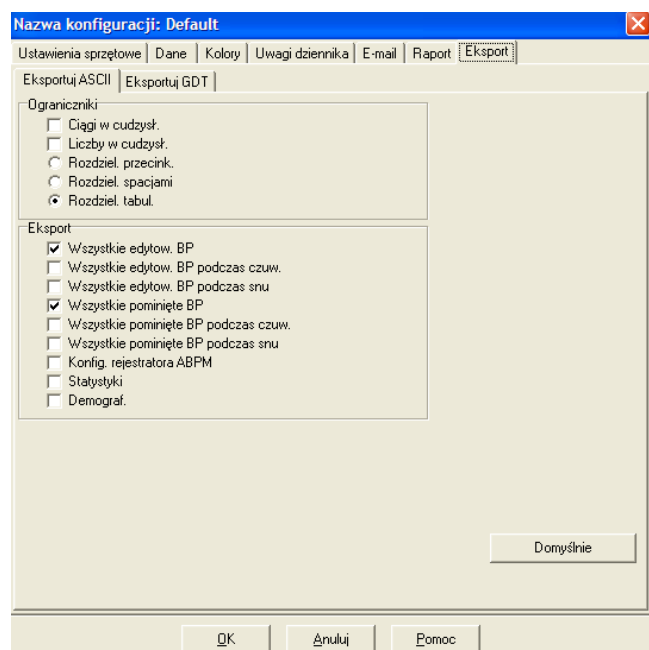 Nazwa konfiguracji: Default
Ustawienia sprzętowe Dane Kolory Uwagi dziennika E-mail Raport Eksport
Eksportuj ASCII Eksportuj GDT
Ograniczniki
Ciągi w cudzysł.
Liczby w cudzysł.
Rozdziel. przecink.
Rozdziel. spacjami
Rozdziel. tabul.
Eksport
Wszystkie edytow. BP
Wszystkie edytow. BP podczas czuw.
Wszystkie edytow. BP podczas snu
Wszystkie pominięte BP
Wszystkie pominięte BP podczas czuw.
Wszystkie pominięte BP podczas snu
Konfig. rejestratora ABPM
Statystyki
Demograf.
Domyślnie
OK Anuluj Pomoc